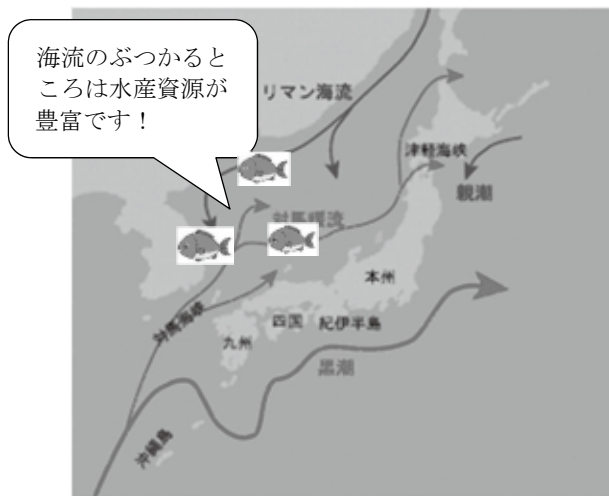 海流のぶつかると
ころは水産資源が
豊富です！
リマン海流
津軽海峡
親潮
対馬暖流
本州
対馬海峡
四国
紀伊半島
九州
黒潮
沖縄島